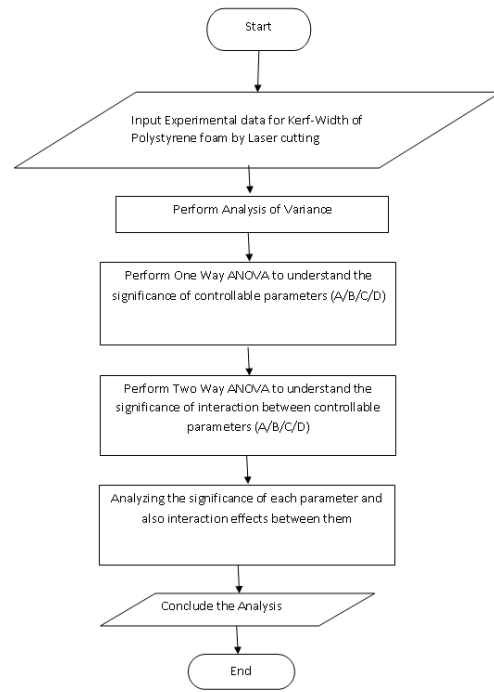 Start
Input Experimental data for Kerf-Width of
Polystyrene foam by Laser cutting
Perform Analysis of Variance
Perform One Way ANOVA to understand the
significance of controllable parameters (A/B/C/D)
Perform Two Way ANOVA to understand the
significance of interaction between controllable
parameters (A/B/C/D)
Analyzing the significance of each parameter and
also interaction effects between them
Conclude the Analysis
End